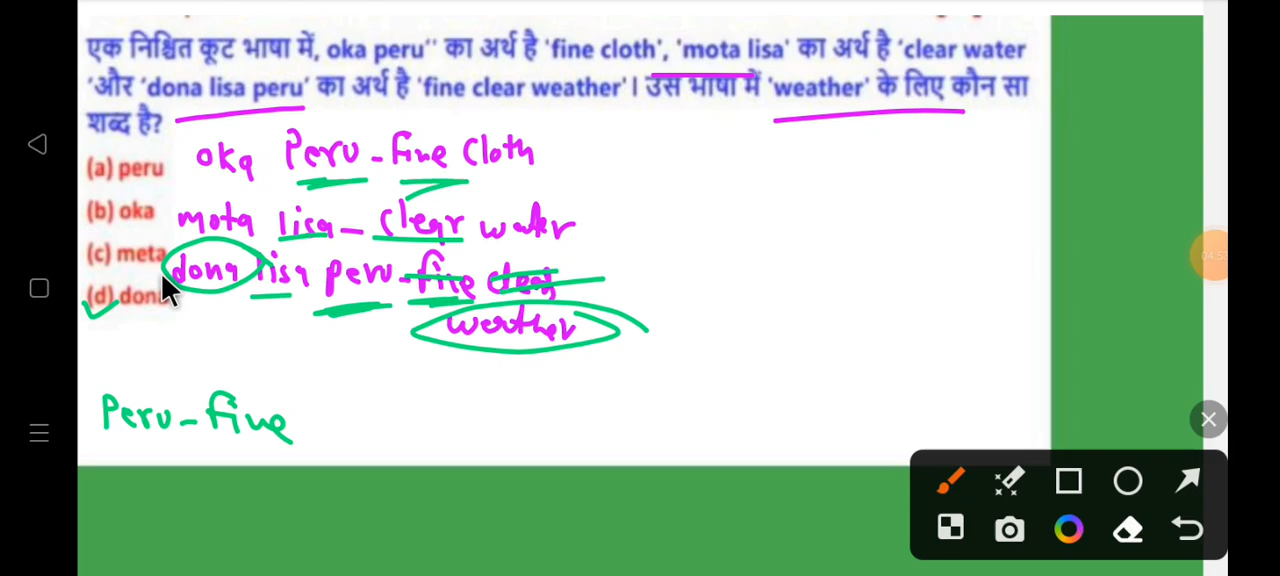 एक निश्चित कूट भाषा में, oka peru'' का अर्थ है 'fine cloth', 'mota lisa' का अर्थ है 'clear water
'और 'dona lisa peru' का अर्थ है 'fine clear weather'। उस भाषा में 'weather' के लिए कौन सा
शब्द है?
(a) peru
oka Peru - fine Cloth
(b) oka
mota lisa - clear water
(c) meta
dona lisa peru - fine clear
(d) dona
weather
Peru - fine
04:5